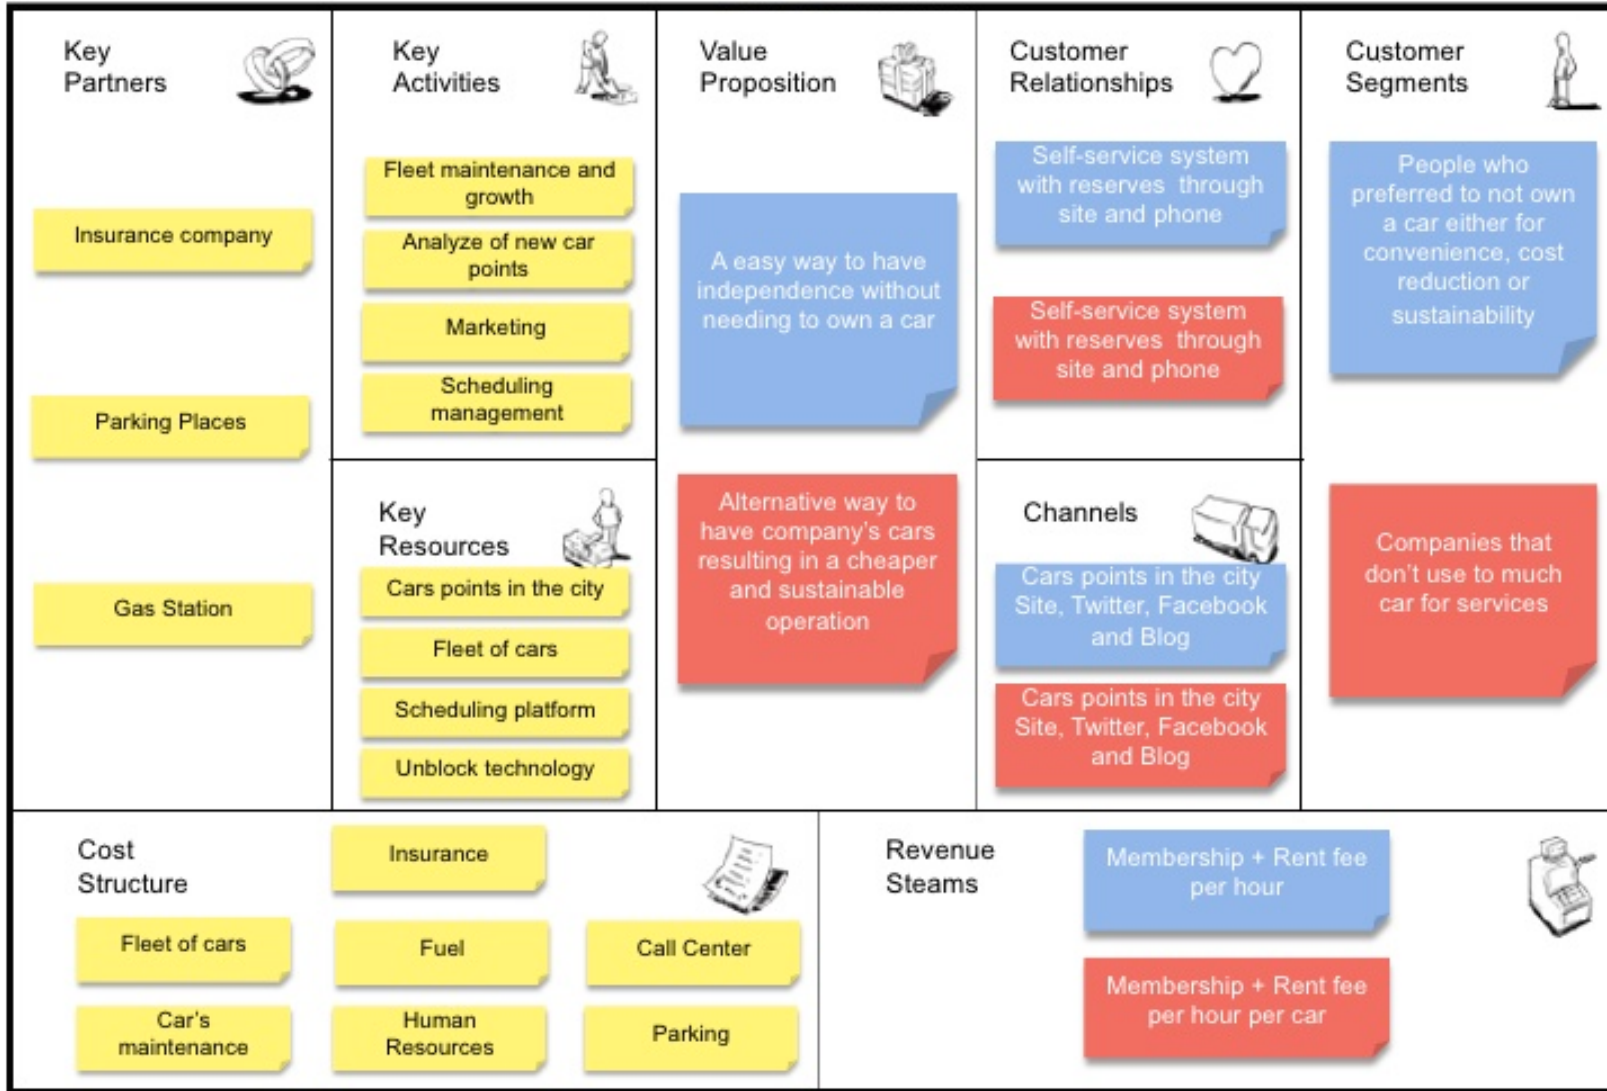 Key
Partners
Insurance company
Parking Places
Gas Station
Key
Activities
Fleet maintenance and
growth
Analyze of new car
points
Marketing
Scheduling
management
Key
Resources
Cars points in the city
Fleet of cars
Scheduling platform
Unblock technology
Value
Proposition
A easy way to have
independence without
needing to own a car
Alternative way to
have company's cars
resulting in a cheaper
and sustainable
operation
Customer
Relationships
Self-service system
with reserves through
site and phone
Self-service system
with reserves through
site and phone
Channels
Cars points in the city
Site, Twitter, Facebook
and Blog
Cars points in the city
Site, Twitter, Facebook
and Blog
Customer
Segments
People who
preferred to not own
a car either for
convenience, cost
reduction or
sustainability
Companies that
don't use to much
car for services
Cost
Structure
Insurance
Fleet of cars
Fuel
Call Center
Car's
maintenance
Human
Resources
Parking
Revenue
Steams
Membership + Rent fee
per hour
Membership + Rent fee
per hour per car